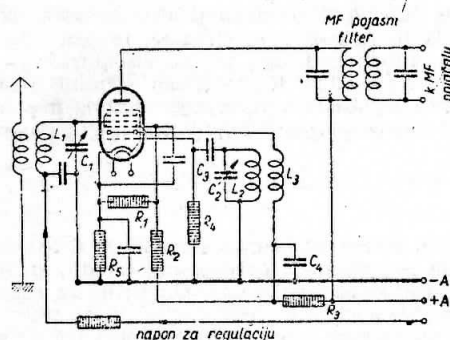 MF pojasni
filter
k MF pojačalu
L1
C1
C3
C2
L2
L3
R1
R4
R5
R2
C4
R3
-A
+A
napon za regulaciju